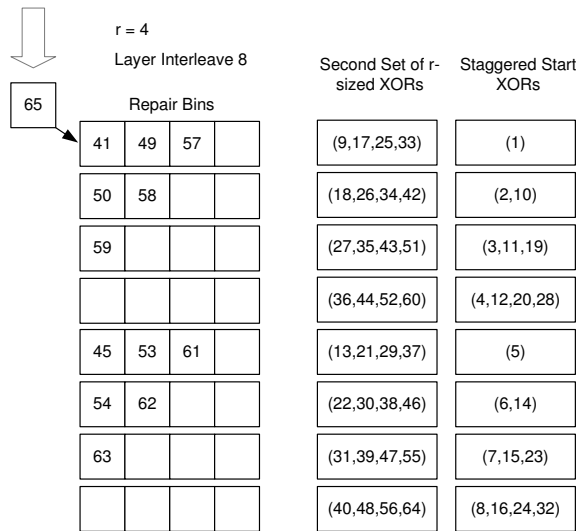 r = 4
Layer Interleave 8
Second Set of r-
sized XORs
Staggered Start
XORs
65
Repair Bins
41 49 57 (9,17,25,33) (1)
50 58 (18,26,34,42) (2,10)
59 (27,35,43,51) (3,11,19)
(36,44,52,60) (4,12,20,28)
45 53 61 (13,21,29,37) (5)
54 62 (22,30,38,46) (6,14)
63 (31,39,47,55) (7,15,23)
(40,48,56,64) (8,16,24,32)